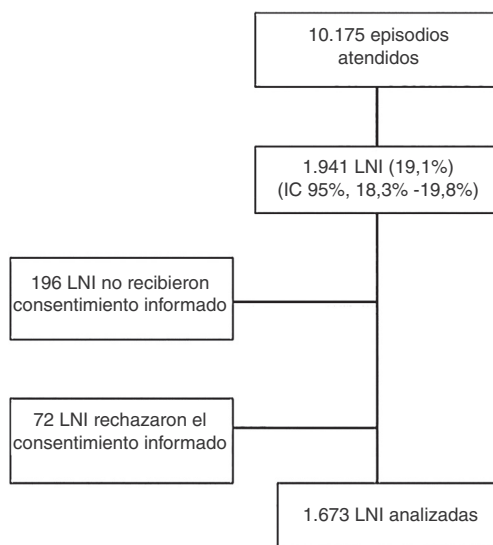 10.175 episodios
atendidos
1.941 LNI (19,1%)
(IC 95%, 18,3% -19,8%)
196 LNI no recibieron
consentimiento informado
72 LNI rechazaron el
consentimiento informado
1.673 LNI analizadas